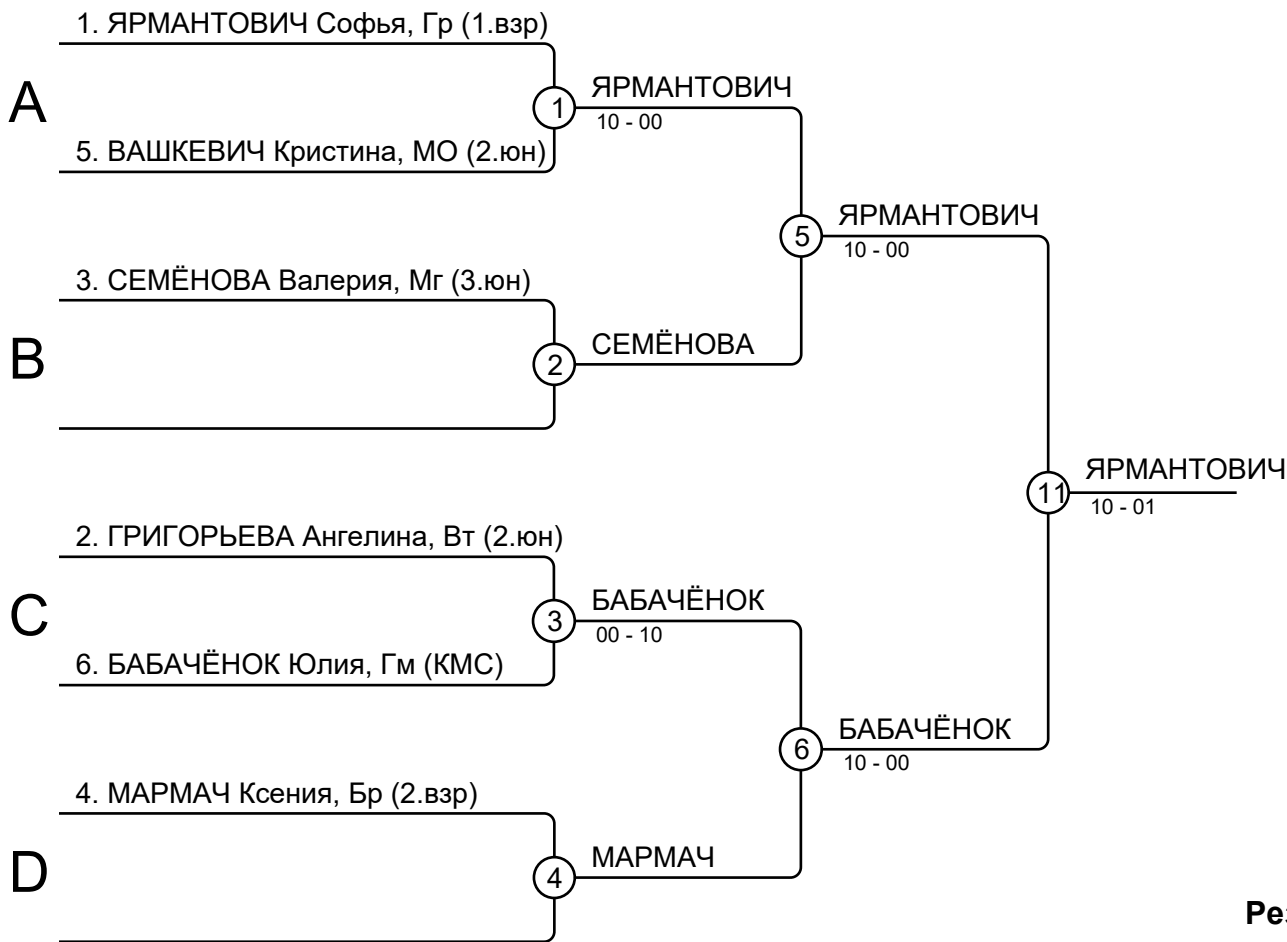 1. ЯРМАНТОВИЧ Софья, Гр (1.взр)
A
1
ЯРМАНТОВИЧ
10 - 00
5. ВАШКЕВИЧ Кристина, МО (2.юн)
5
ЯРМАНТОВИЧ
10 - 00
3. СЕМЁНОВА Валерия, Мг (3.юн)
B
2
СЕМЁНОВА
11
ЯРМАНТОВИЧ
10 - 01
2. ГРИГОРЬЕВА Ангелина, Вт (2.юн)
C
3
БАБАЧЁНОК
00 - 10
6. БАБАЧЁНОК Юлия, Гм (КМС)
6
БАБАЧЁНОК
10 - 00
4. МАРМАЧ Ксения, Бр (2.взр)
D
4
МАРМАЧ